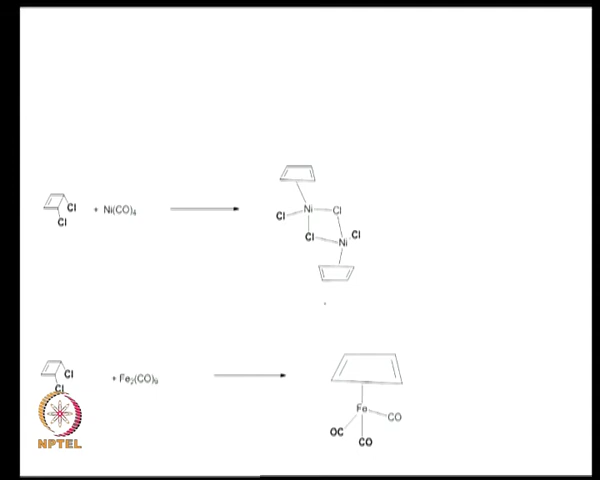 Cl
Cl
+ Ni(CO)₄
Ni
Cl
Cl
Cl
Ni
Cl
Cl
Cl
+ Fe₂(CO)₉
Fe
CO
OC
CO
NPTEL